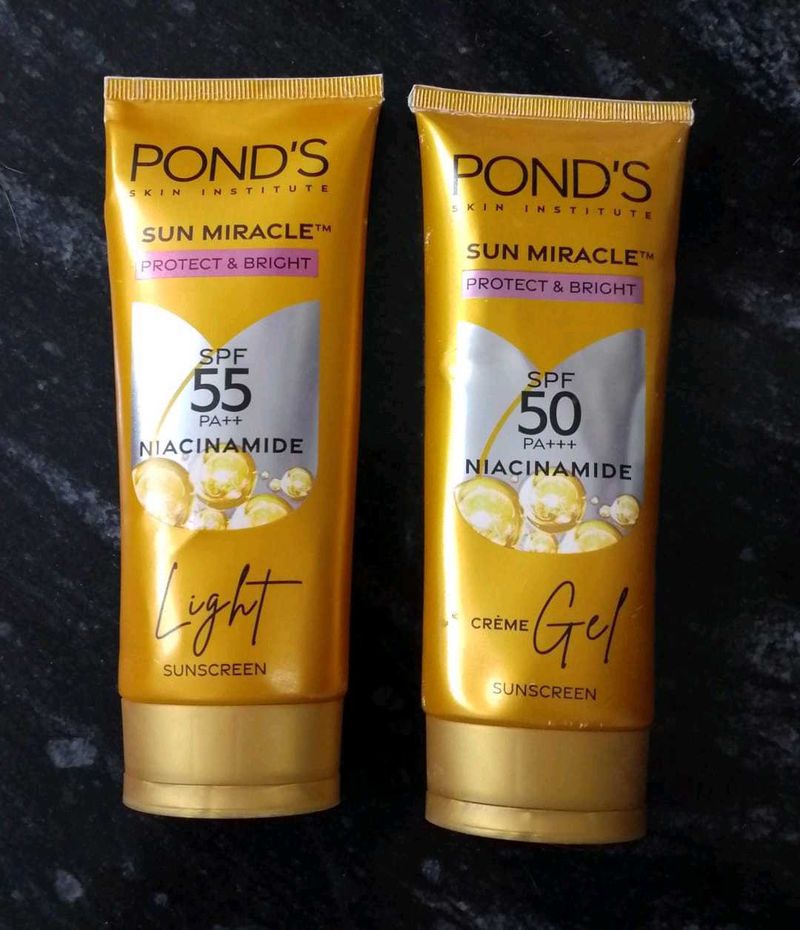 POND'S
SKIN INSTITUTE
SUN MIRACLE™
PROTECT & BRIGHT
SPF
55
PA++
NIACINAMIDE
Light
SUNSCREEN
POND'S
SKIN INSTITUTE
SUN MIRACLE™
PROTECT & BRIGHT
SPF
50
PA+++
NIACINAMIDE
CRÈME Gel
SUNSCREEN